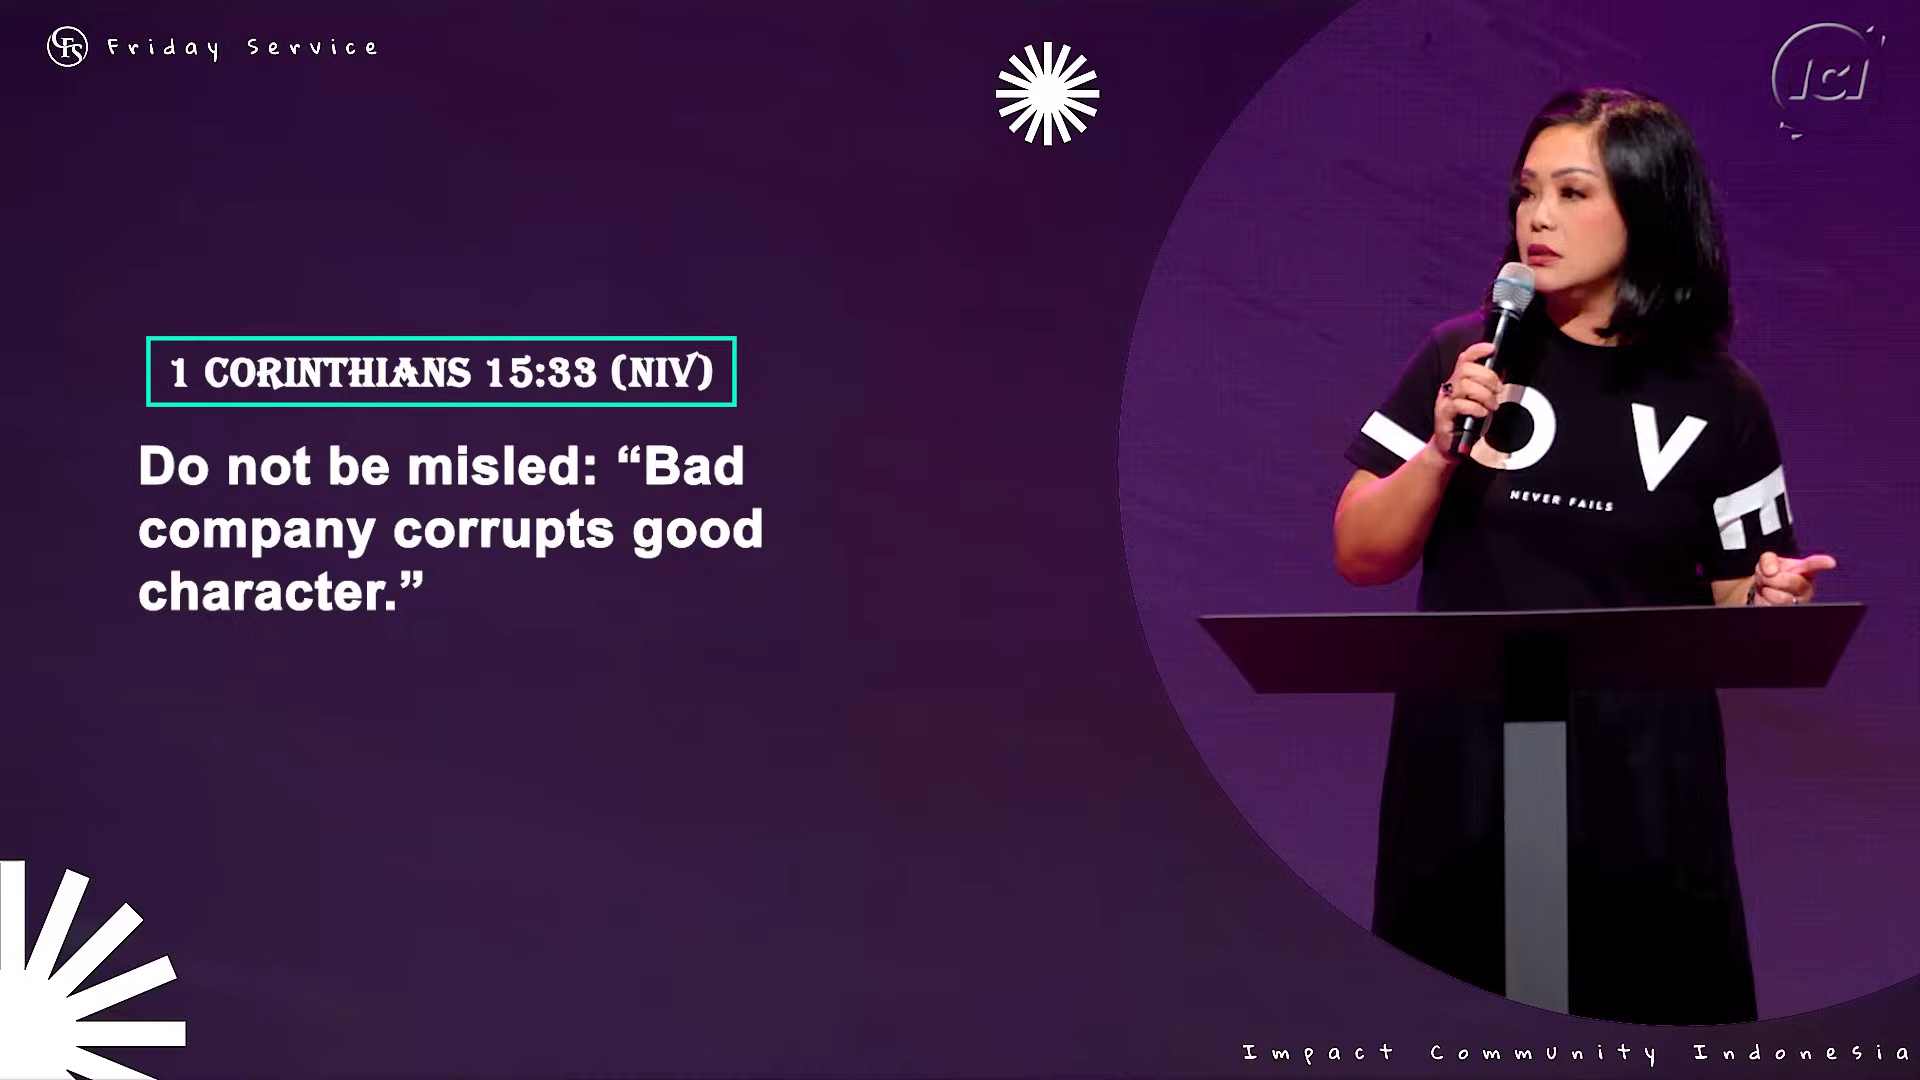 Friday Service
ICI
1 CORINTHIANS 15:33 (NIV)
Do not be misled: “Bad
company corrupts good
character.”
L O V E
NEVER FAILS
Impact Community Indonesia